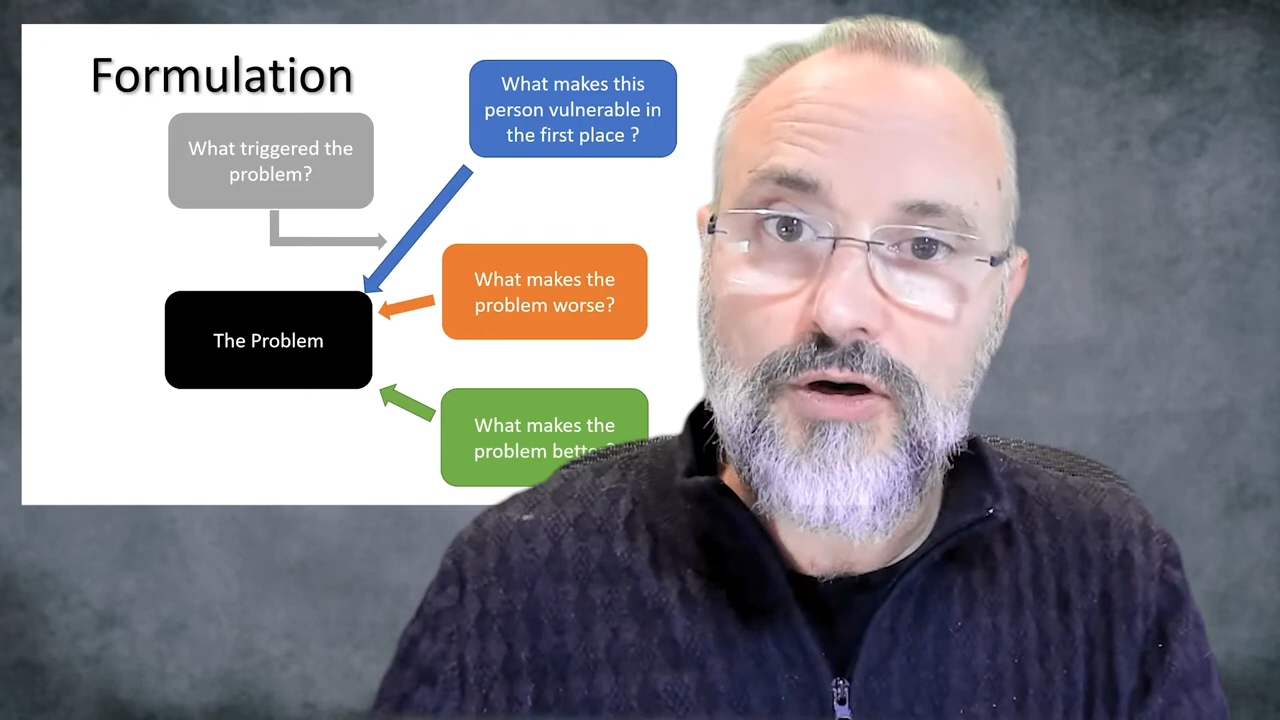 Formulation
What makes this
person vulnerable in
the first place ?
What triggered the
problem?
What makes the
problem worse?
The Problem
What makes the
problem